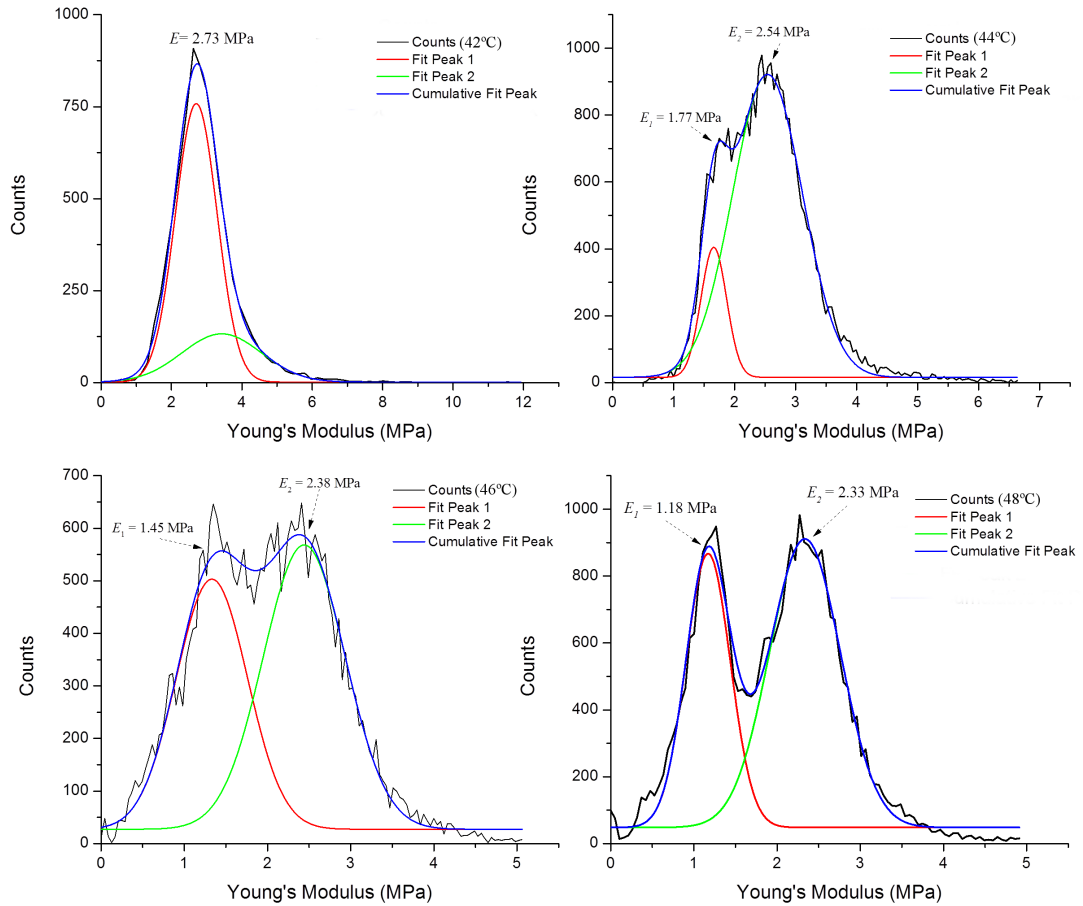 E= 2.73 MPa
Counts (42ºC)
Fit Peak 1
Fit Peak 2
Cumulative Fit Peak
1000
750
500
250
0
Counts
0 2 4 6 8 10 12
Young's Modulus (MPa)
E2 = 2.54 MPa
E1 = 1.77 MPa
Counts (44ºC)
Fit Peak 1
Fit Peak 2
Cumulative Fit Peak
1000
800
600
400
200
0
Counts
0 1 2 3 4 5 6 7
Young's Modulus (MPa)
E2 = 2.38 MPa
E1 = 1.45 MPa
Counts (46ºC)
Fit Peak 1
Fit Peak 2
Cumulative Fit Peak
700
600
500
400
300
200
100
0
Counts
0 1 2 3 4 5
Young's Modulus (MPa)
E2 = 2.33 MPa
E1 = 1.18 MPa
Counts (48ºC)
Fit Peak 1
Fit Peak 2
Cumulative Fit Peak
1000
800
600
400
200
0
Counts
0 1 2 3 4 5
Young's Modulus (MPa)